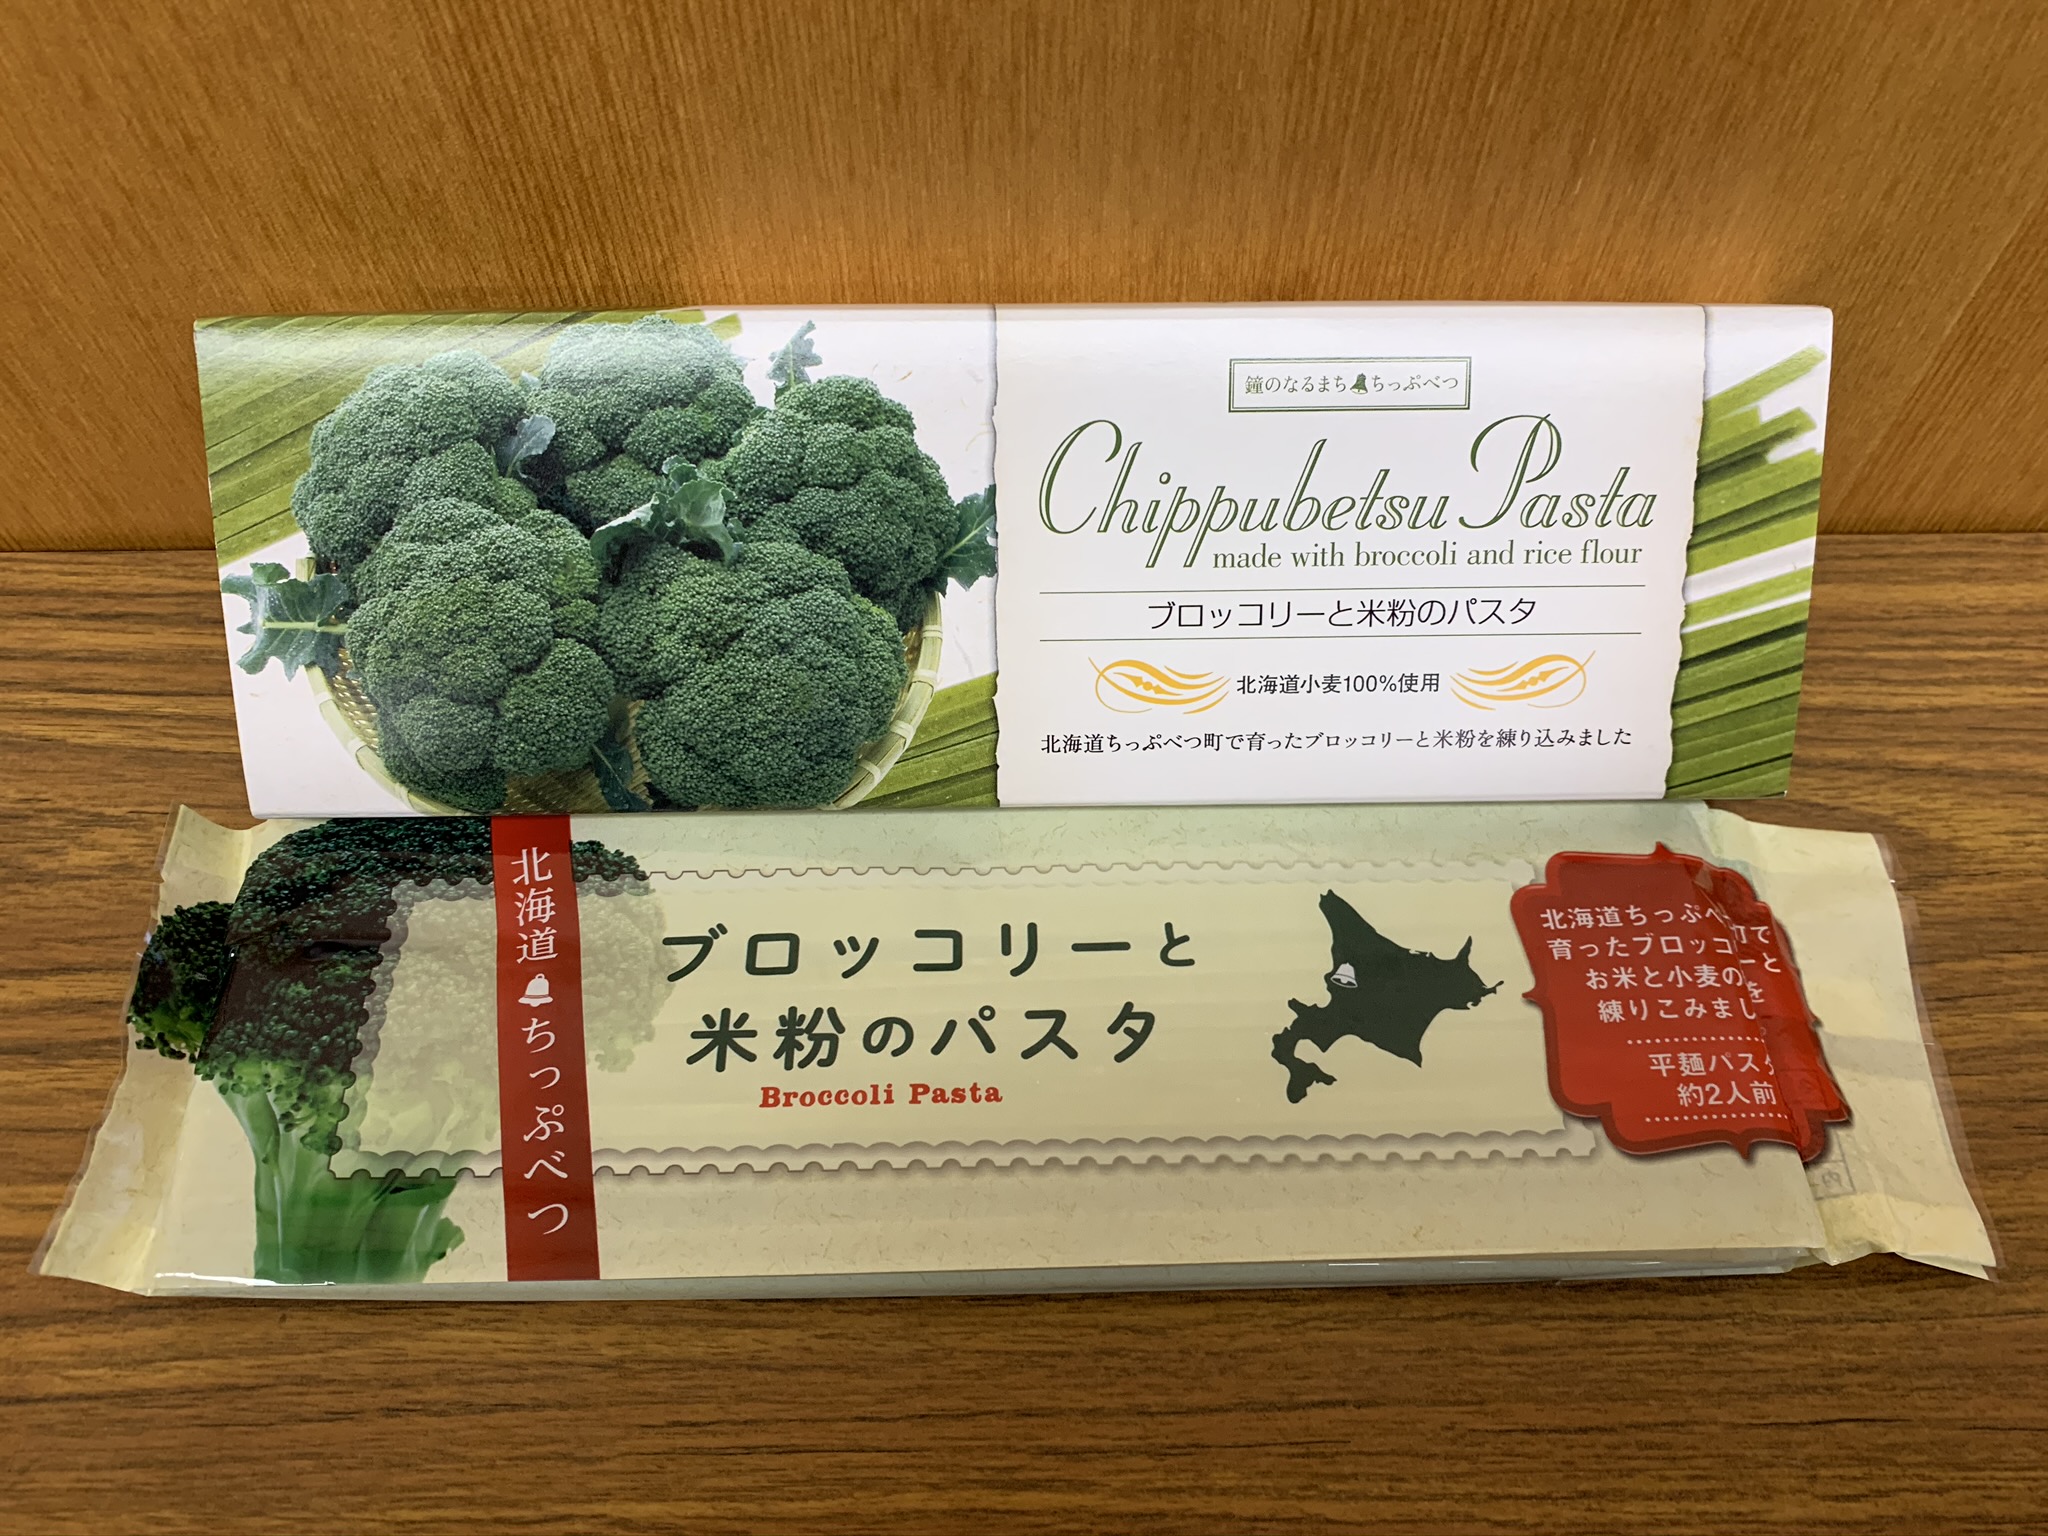 鐘のなるまち ちっぷべつ
Chippubetsu Pasta
made with broccoli and rice flour
ブロッコリーと米粉のパスタ
北海道小麦100%使用
北海道ちっぷべつ町で育ったブロッコリーと米粉を練り込みました
北海道 ちっぷべつ
ブロッコリーと
米粉のパスタ
Broccoli Pasta
北海道ちっぷべ町で
育ったブロッコーと
お米と小麦の を
練りこみまし
平麺パスタ
約2人前